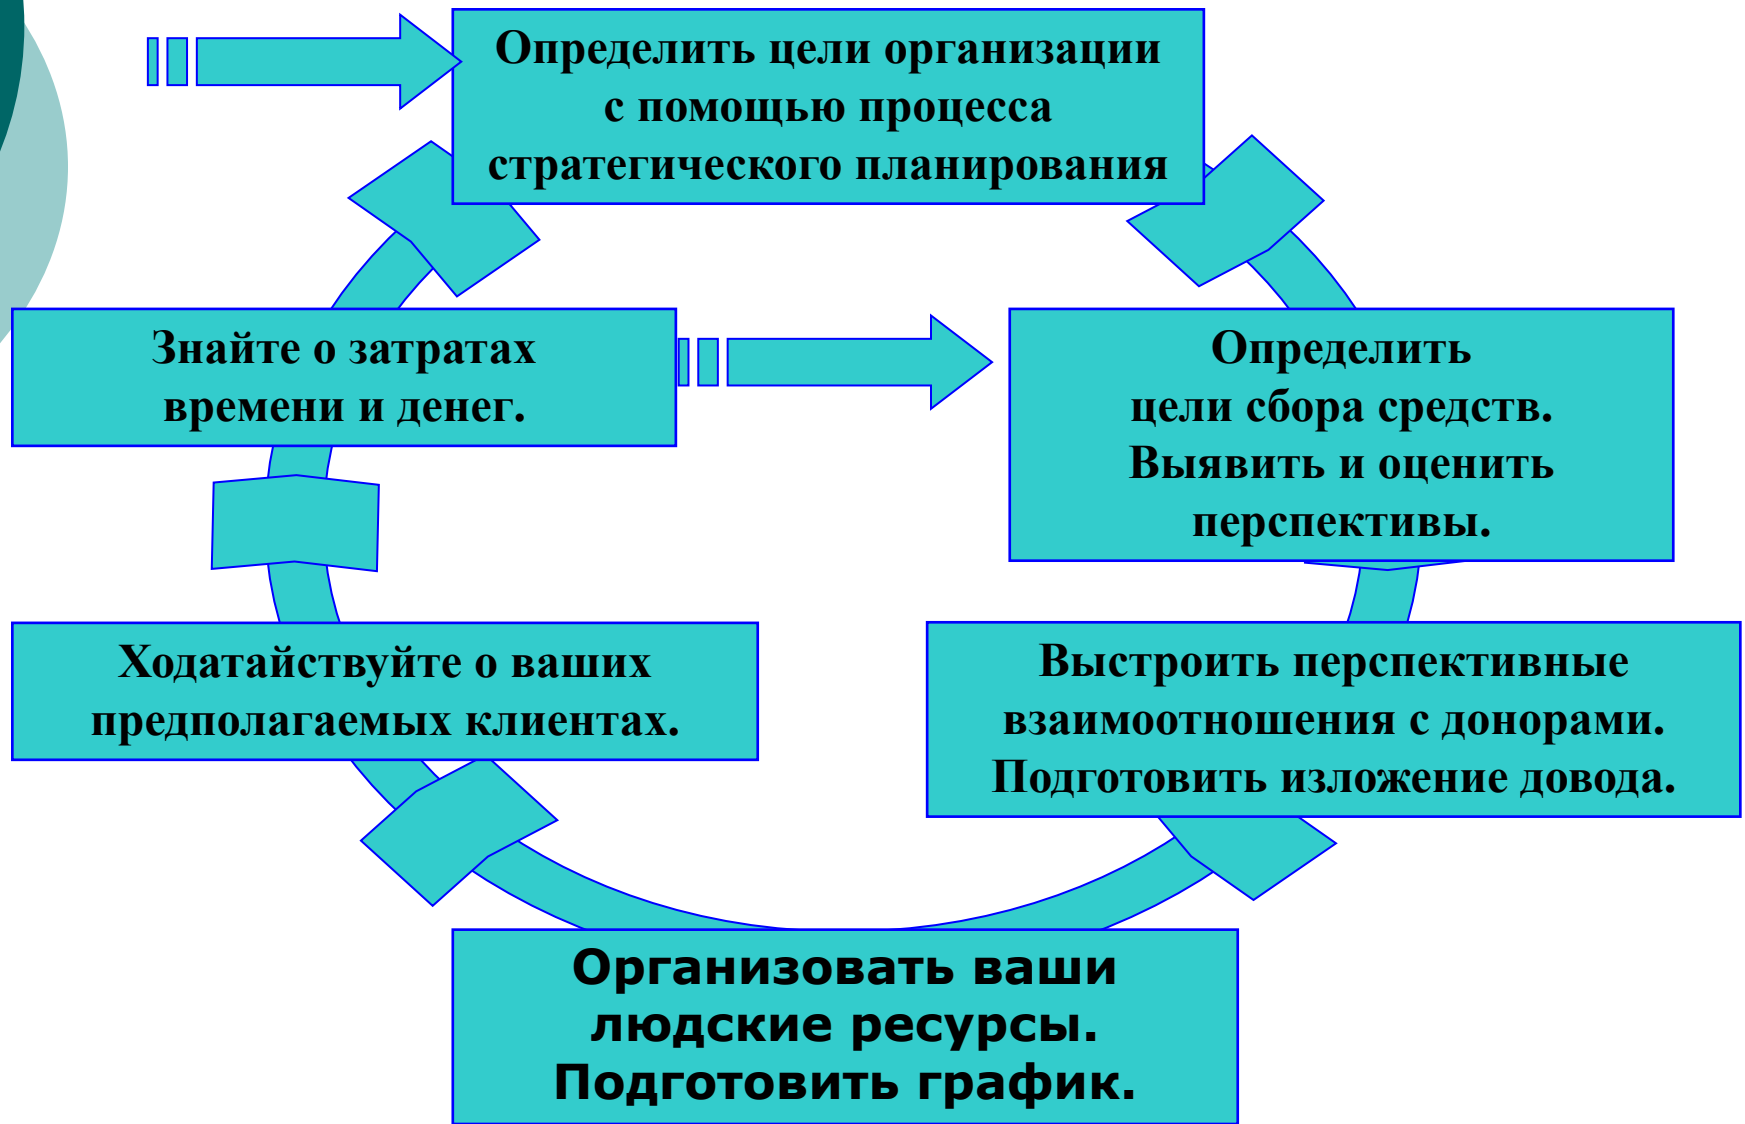 Определить цели организации
с помощью процесса
стратегического планирования
Знайте о затратах
времени и денег.
Определить
цели сбора средств.
Выявить и оценить
перспективы.
Ходатайствуйте о ваших
предполагаемых клиентах.
Выстроить перспективные
взаимоотношения с донорами.
Подготовить изложение довода.
Организовать ваши
людские ресурсы.
Подготовить график.